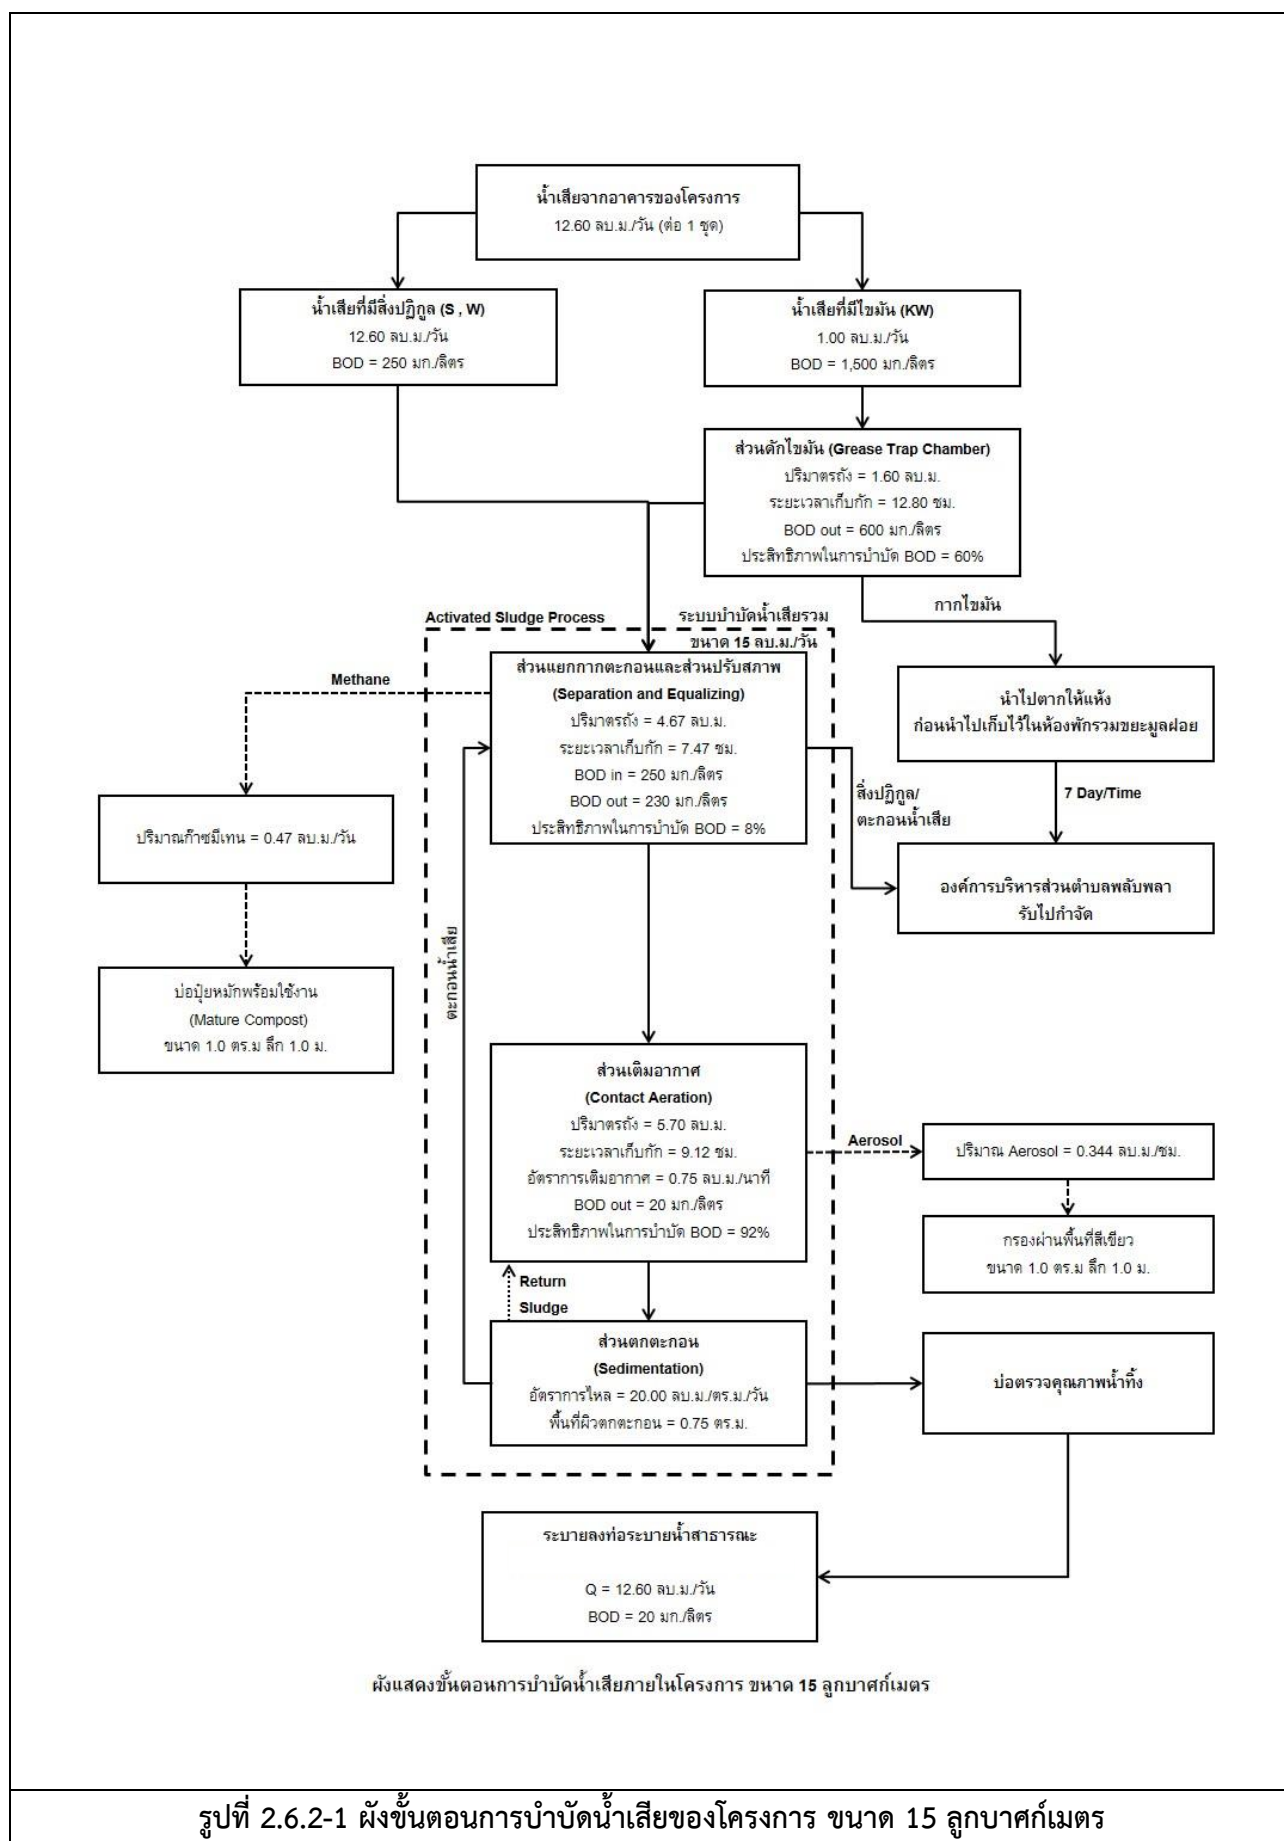 น้ำเสียจากอาคารของโครงการ
12.60 ลบ.ม./วัน (ต่อ 1 ชุด)
น้ำเสียที่มีสิ่งปฏิกูล (S , W)
12.60 ลบ.ม./วัน
BOD = 250 มก./ลิตร
น้ำเสียที่มีไขมัน (KW)
1.00 ลบ.ม./วัน
BOD = 1,500 มก./ลิตร
ส่วนดักไขมัน (Grease Trap Chamber)
ปริมาตรถัง = 1.60 ลบ.ม.
ระยะเวลาเก็บกัก = 12.80 ชม.
BOD out = 600 มก./ลิตร
ประสิทธิภาพในการบำบัด BOD = 60%
กากไขมัน
Activated Sludge Process
ระบบบำบัดน้ำเสียรวม
ขนาด 15 ลบ.ม./วัน
ส่วนแยกกากตะกอนและส่วนปรับสภาพ
(Separation and Equalizing)
ปริมาตรถัง = 4.67 ลบ.ม.
ระยะเวลาเก็บกัก = 7.47 ชม.
BOD in = 250 มก./ลิตร
BOD out = 230 มก./ลิตร
ประสิทธิภาพในการบำบัด BOD = 8%
Methane
นำไปตากให้แห้ง
ก่อนนำไปเก็บไว้ในห้องพักรวมขยะมูลฝอย
สิ่งปฏิกูล/
ตะกอนน้ำเสีย
7 Day/Time
ปริมาณก๊าซมีเทน = 0.47 ลบ.ม./วัน
องค์การบริหารส่วนตำบลพลับพลา
รับไปกำจัด
ตะกอนน้ำเสีย
บ่อปุ๋ยหมักพร้อมใช้งาน
(Mature Compost)
ขนาด 1.0 ตร.ม ลึก 1.0 ม.
ส่วนเติมอากาศ
(Contact Aeration)
ปริมาตรถัง = 5.70 ลบ.ม.
ระยะเวลาเก็บกัก = 9.12 ชม.
อัตราการเติมอากาศ = 0.75 ลบ.ม./นาที
BOD out = 20 มก./ลิตร
ประสิทธิภาพในการบำบัด BOD = 92%
Aerosol
ปริมาณ Aerosol = 0.344 ลบ.ม./ชม.
กรองผ่านพื้นที่สีเขียว
ขนาด 1.0 ตร.ม ลึก 1.0 ม.
Return
Sludge
ส่วนตกตะกอน
(Sedimentation)
อัตราการไหล = 20.00 ลบ.ม./ตร.ม./วัน
พื้นที่ผิวตกตะกอน = 0.75 ตร.ม.
บ่อตรวจคุณภาพน้ำทิ้ง
ระบายลงท่อระบายน้ำสาธารณะ
Q = 12.60 ลบ.ม./วัน
BOD = 20 มก./ลิตร
ผังแสดงขั้นตอนการบำบัดน้ำเสียภายในโครงการ ขนาด 15 ลูกบาศก์เมตร
รูปที่ 2.6.2-1 ผังขั้นตอนการบำบัดน้ำเสียของโครงการ ขนาด 15 ลูกบาศก์เมตร